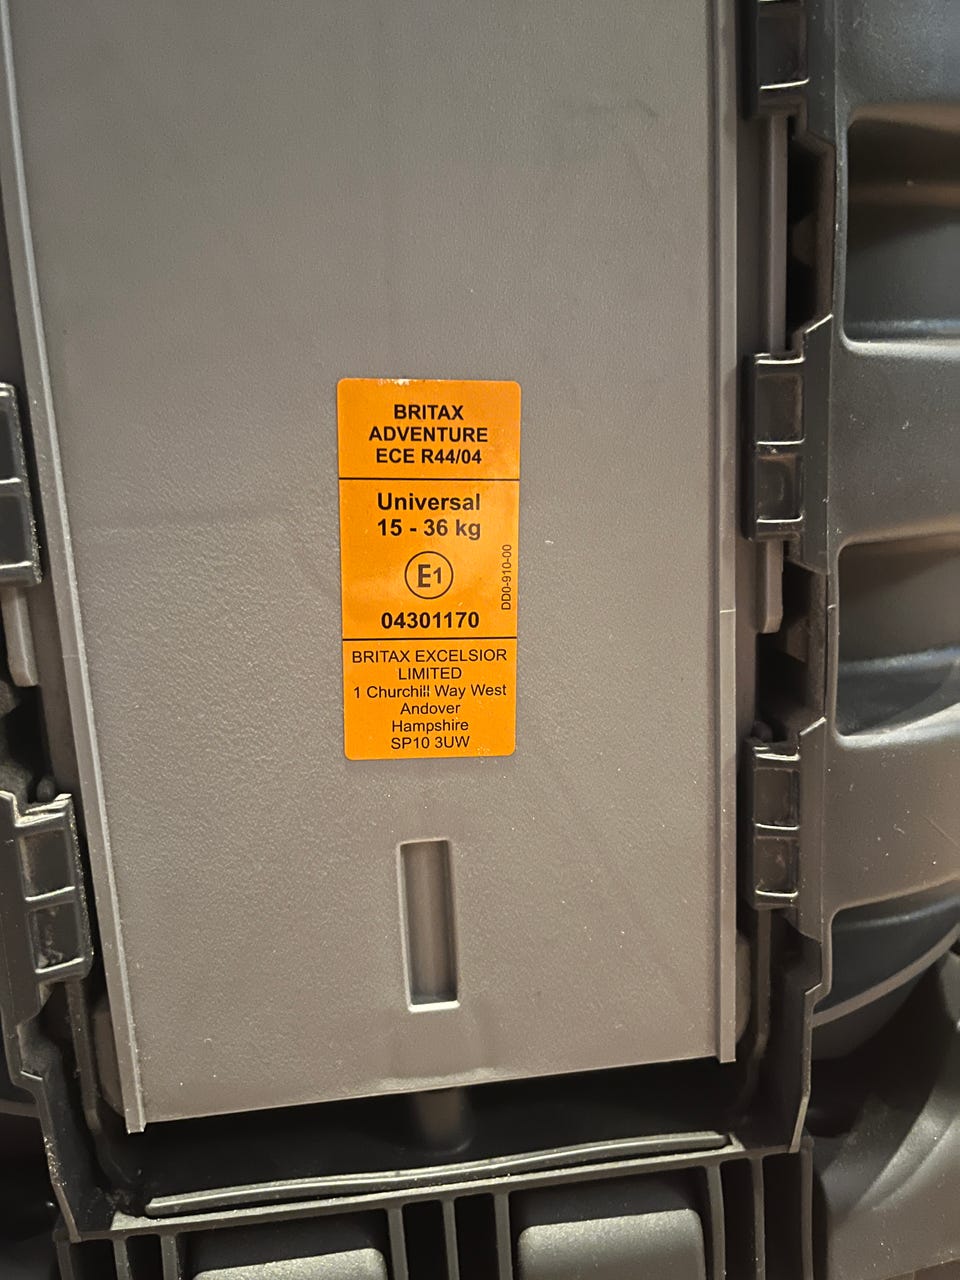 BRITAX
ADVENTURE
ECE R44/04
Universal
15 - 36 kg
E1
04301170
DD0-910-00
BRITAX EXCELSIOR
LIMITED
1 Churchill Way West
Andover
Hampshire
SP10 3UW